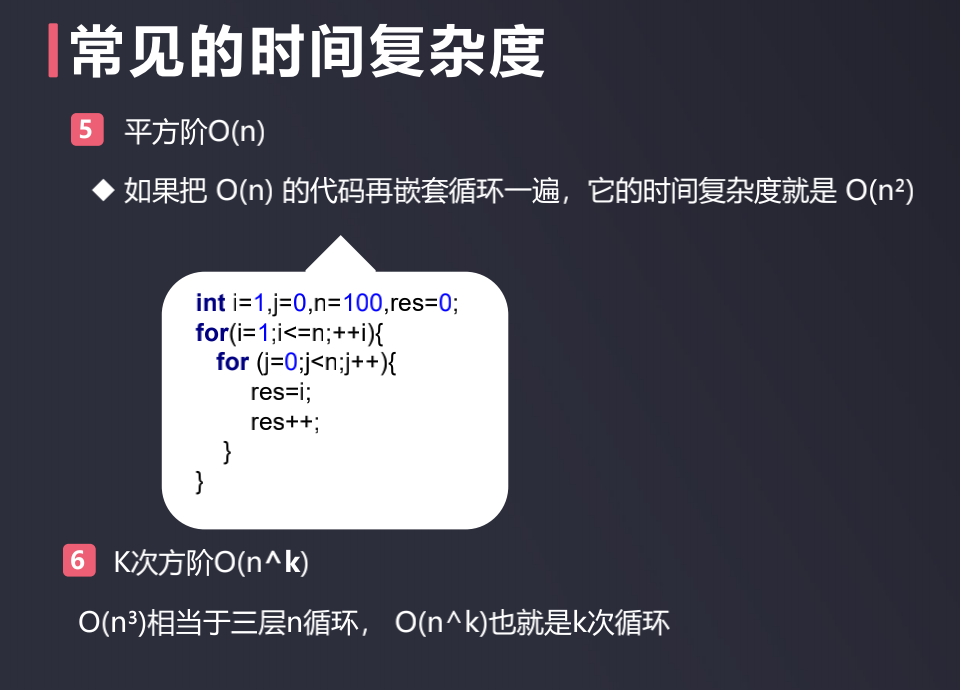 常见的时间复杂度
5 平方阶O(n)
◆ 如果把 O(n) 的代码再嵌套循环一遍，它的时间复杂度就是 O(n²)
int i=1,j=0,n=100,res=0;
for(i=1;i<=n;++i){
for (j=0;j<n;j++){
res=i;
res++;
}
}
6 K次方阶O(n^k)
O(n³)相当于三层n循环， O(n^k)也就是k次循环